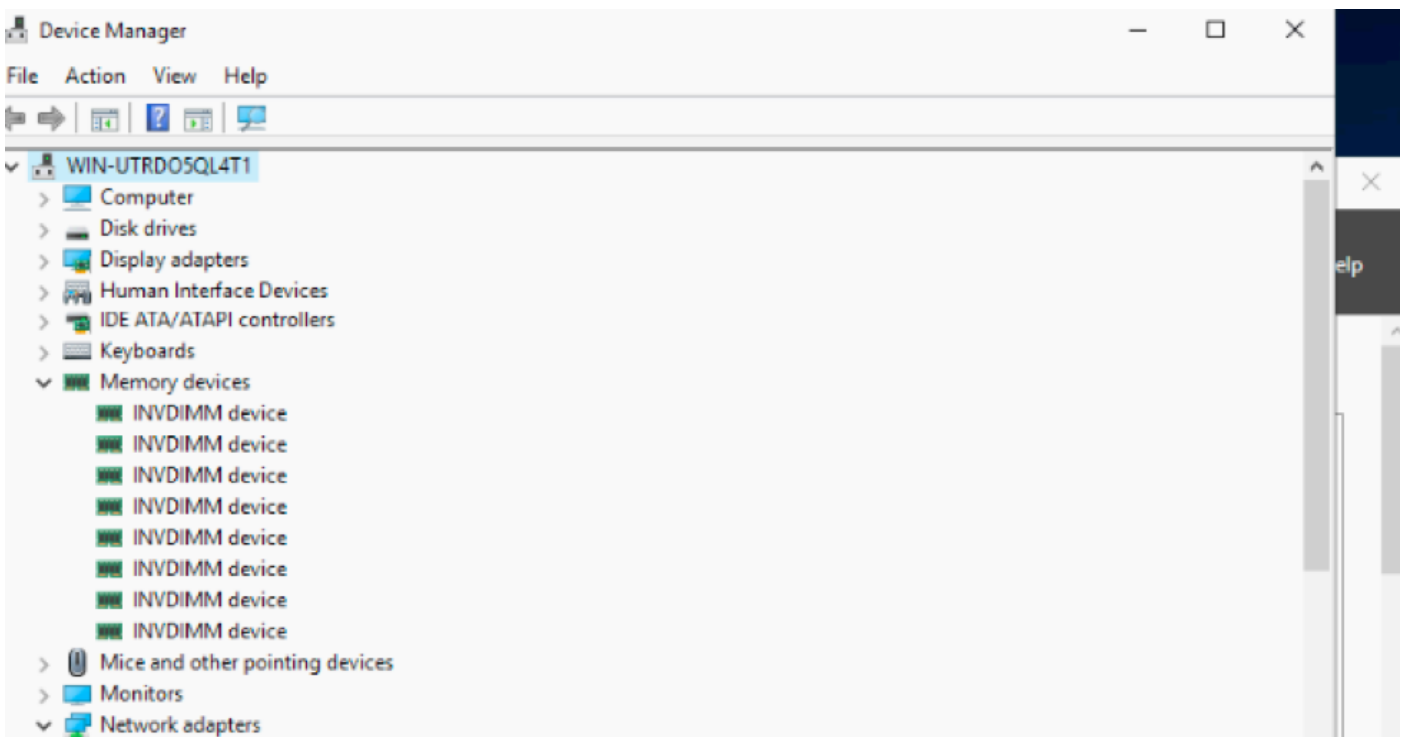 Device Manager
File Action View Help
WIN-UTRDO5QL4T1
Computer
Disk drives
Display adapters
elp
Human Interface Devices
IDE ATA/ATAPI controllers
Keyboards
Memory devices
INVDIMM device
INVDIMM device
INVDIMM device
INVDIMM device
INVDIMM device
INVDIMM device
INVDIMM device
INVDIMM device
Mice and other pointing devices
Monitors
Network adapters